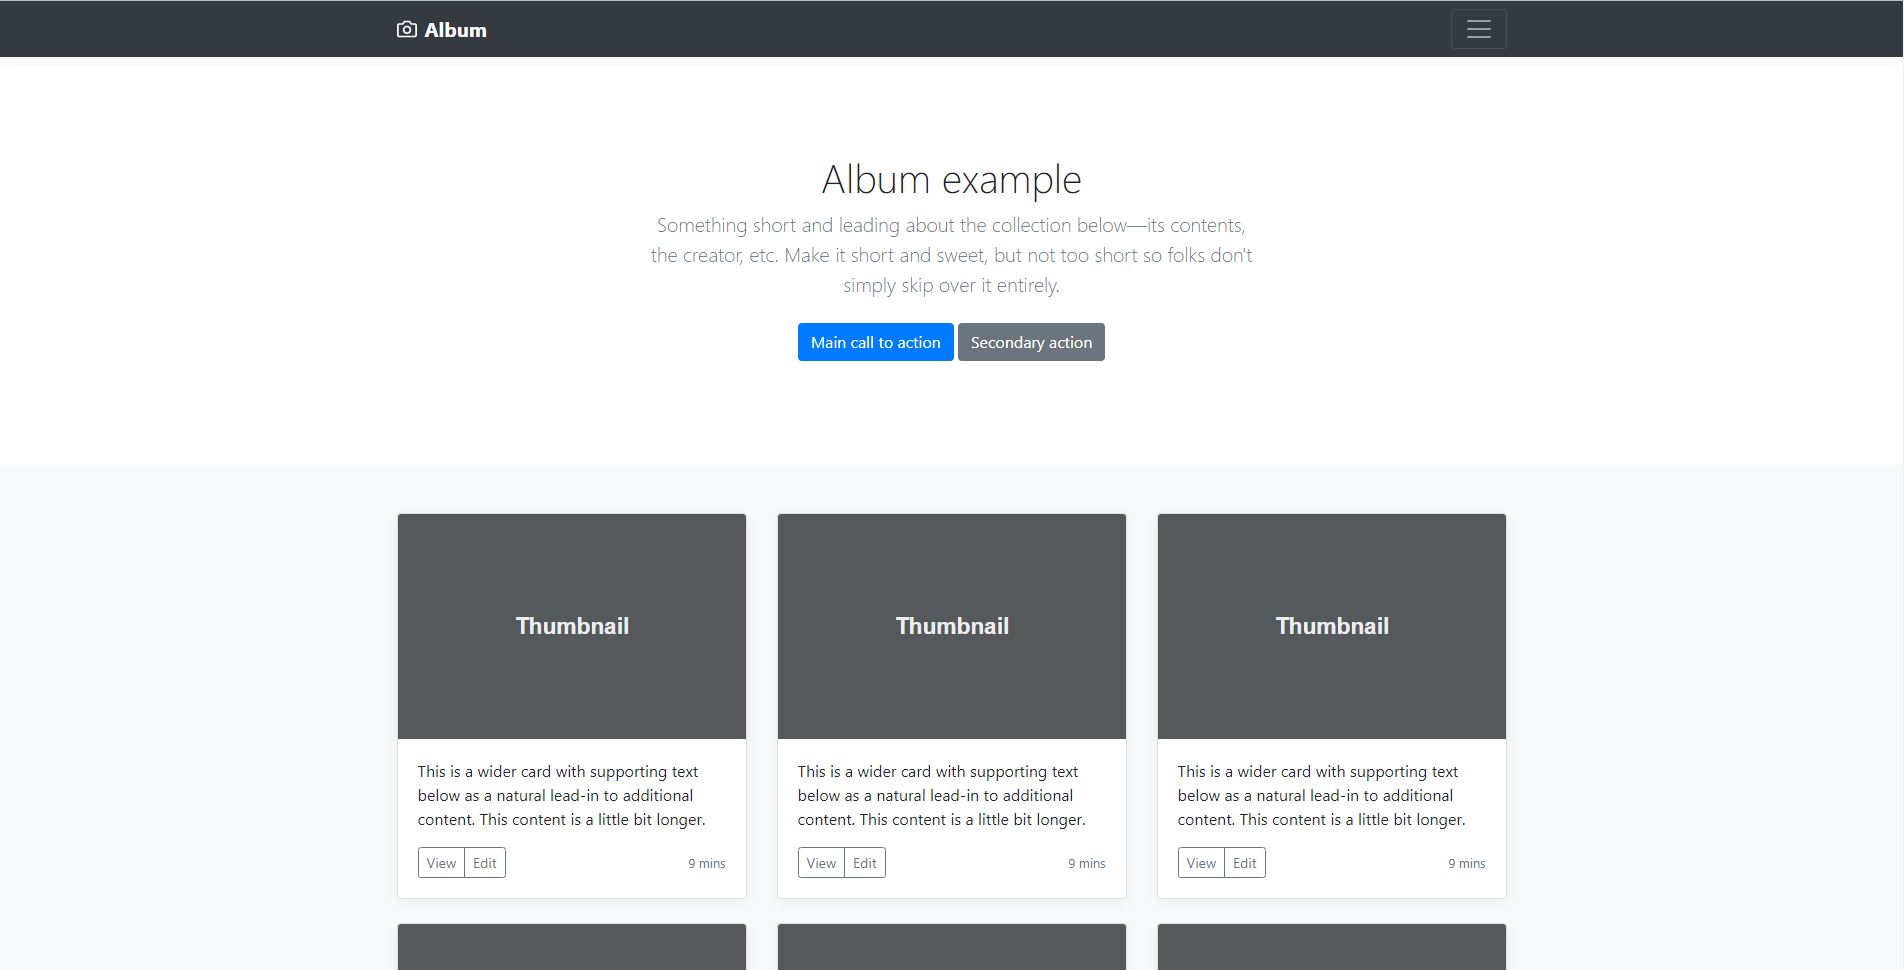 Album
Album example
Something short and leading about the collection below—its contents,
the creator, etc. Make it short and sweet, but not too short so folks don't
simply skip over it entirely.
Main call to action
Secondary action
Thumbnail
This is a wider card with supporting text
below as a natural lead-in to additional
content. This content is a little bit longer.
View
Edit
9 mins
Thumbnail
This is a wider card with supporting text
below as a natural lead-in to additional
content. This content is a little bit longer.
View
Edit
9 mins
Thumbnail
This is a wider card with supporting text
below as a natural lead-in to additional
content. This content is a little bit longer.
View
Edit
9 mins